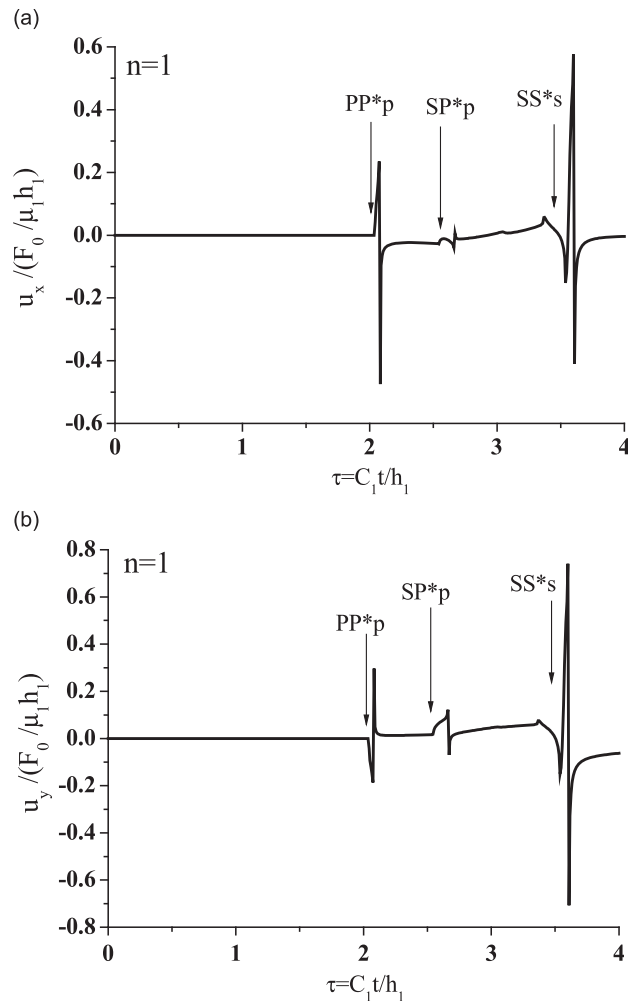 (a)
n=1
PP*p
SP*p
SS*s
0.6
0.4
0.2
0.0
-0.2
-0.4
-0.6
u_x/(F_0/μ_1h_1)
0
1
2
3
4
τ=C_1t/h_1
(b)
n=1
PP*p
SP*p
SS*s
0.8
0.6
0.4
0.2
0.0
-0.2
-0.4
-0.6
-0.8
u_y/(F_0/μ_1h_1)
0
1
2
3
4
τ=C_1t/h_1